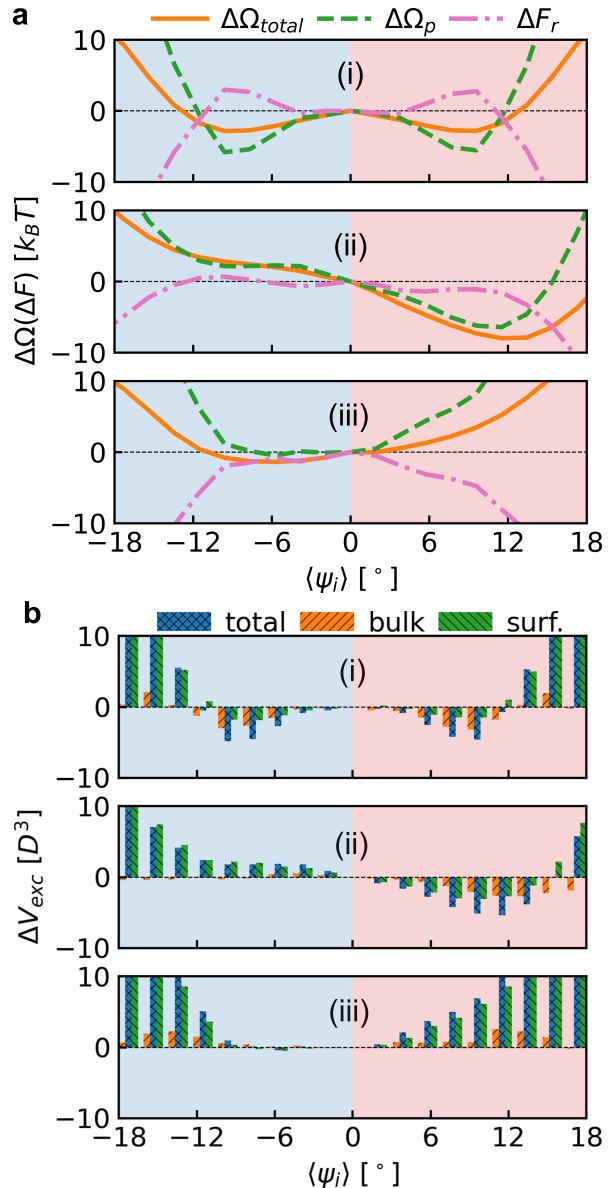 a
ΔΩ_total ΔΩ_p ΔF_r
10
0
−10
(i)
10
0
−10
(ii)
10
0
−10
(iii)
ΔΩ(ΔF) [k_BT]
−18 −12 −6 0 6 12 18
⟨ψ_i⟩ [°]
b
total bulk surf.
10
0
−10
(i)
10
0
−10
(ii)
10
0
−10
(iii)
ΔV_exc [D^3]
−18 −12 −6 0 6 12 18
⟨ψ_i⟩ [°]